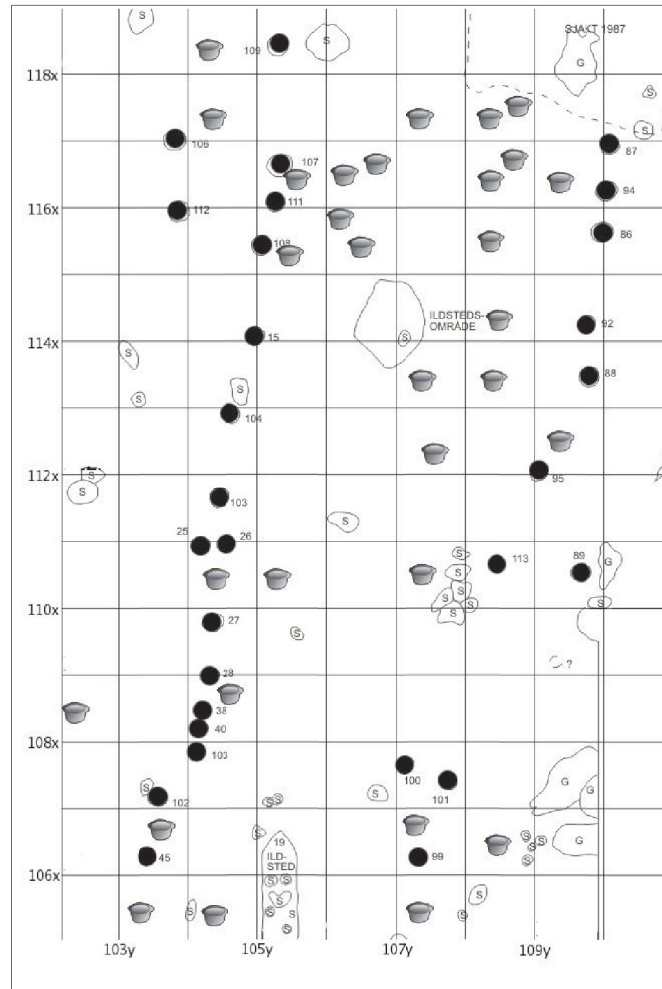 S
SJAKT 1987
109
S
G
118x
S
106
S
107
87
94
116x
112
111
108
86
ILDSTEDS-
OMRÅDE
92
S
15
114x
S
S
88
S
104
112x
S
S
95
103
S
25
26
S
113
89
G
S
S
S
S
S
S
110x
27
S
28
?
38
40
108x
103
100
S
S
S
S
101
G
G
102
S
19
ILD-
STED
S
S
S
S
G
45
99
106x
S
S
S
S
S
S
S
S
S
103y
105y
107y
109y